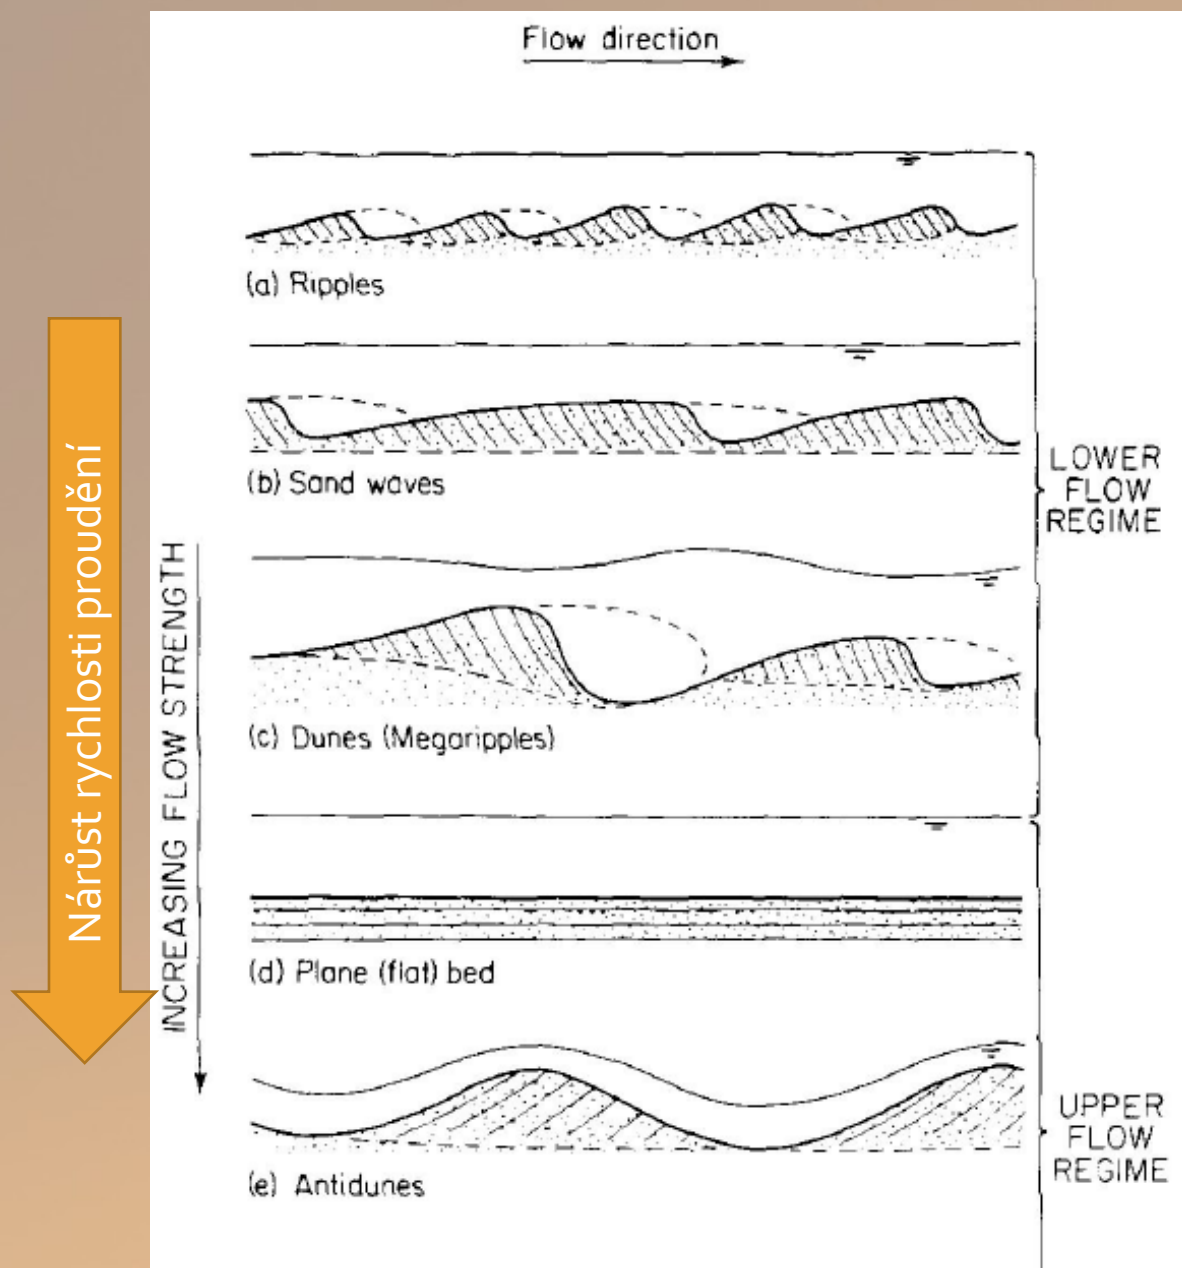 Flow direction
(a) Ripples
(b) Sand waves
LOWER
FLOW
REGIME
Nárůst rychlosti proudění
INCREASING FLOW STRENGTH
(c) Dunes (Megaripples)
(d) Plane (flat) bed
(e) Antidunes
UPPER
FLOW
REGIME